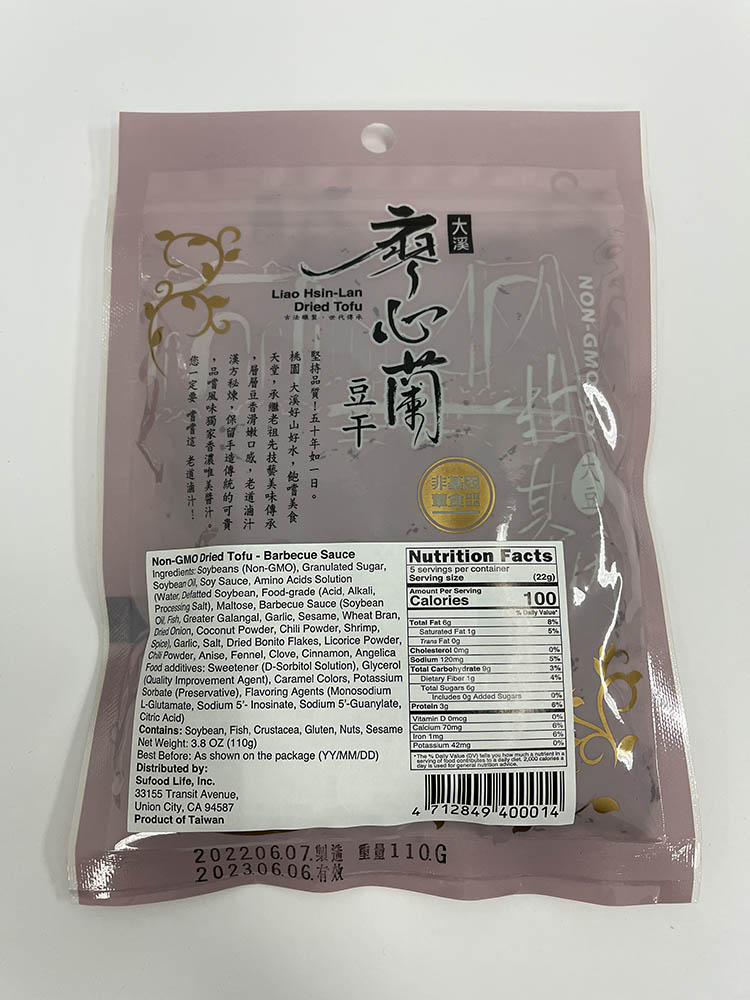 大溪
廖心蘭
豆干
Liao Hsin-Lan
Dried Tofu
古法釀製，世代傳承
NON-GMO
大豆
堅持品質！五十年如一日。
桃園 大溪好山好水，飽嚐美食
天堂，承繼老祖先技藝美味傳承
，層層豆香滑嫩口感，老道滷汁
漢方秘煉，保留手造傳統的可貴
，品嚐風味獨家香濃唯美醬汁。
您一定要 嚐嚐這 老道滷汁！
Non-GMO Dried Tofu - Barbecue Sauce
Ingredients: Soybeans (Non-GMO), Granulated Sugar,
Soybean Oil, Soy Sauce, Amino Acids Solution
(Water, Defatted Soybean, Food-grade (Acid, Alkali,
Processing Salt), Maltose, Barbecue Sauce (Soybean
Oil, Fish, Greater Galangal, Garlic, Sesame, Wheat Bran,
Dried Onion, Coconut Powder, Chili Powder, Shrimp,
Spice), Garlic, Salt, Dried Bonito Flakes, Licorice Powder,
Chili Powder, Anise, Fennel, Clove, Cinnamon, Angelica
Food additives: Sweetener (D-Sorbitol Solution), Glycerol
(Quality Improvement Agent), Caramel Colors, Potassium
Sorbate (Preservative), Flavoring Agents (Monosodium
L-Glutamate, Sodium 5'- Inosinate, Sodium 5'-Guanylate,
Citric Acid)
Contains: Soybean, Fish, Crustacea, Gluten, Nuts, Sesame
Net Weight: 3.8 OZ (110g)
Best Before: As shown on the package (YY/MM/DD)
Distributed by:
Sufood Life, Inc.
33155 Transit Avenue,
Union City, CA 94587
Product of Taiwan
Nutrition Facts
5 servings per container
Serving size (22g)
Amount Per Serving
Calories 100
% Daily Value*
Total Fat 6g 8%
Saturated Fat 1g 5%
Trans Fat 0g
Cholesterol 0mg 0%
Sodium 120mg 5%
Total Carbohydrate 9g 3%
Dietary Fiber 1g 4%
Total Sugars 6g
Includes 0g Added Sugars 0%
Protein 3g 6%
Vitamin D 0mcg 0%
Calcium 70mg 6%
Iron 1mg 6%
Potassium 42mg 0%
*The % Daily Value (DV) tells you how much a nutrient in a
serving of food contributes to a daily diet. 2,000 calories a
day is used for general nutrition advice.
4 712849 400014
2022.06.07.製造 重量110.G
2023.06.06.有效